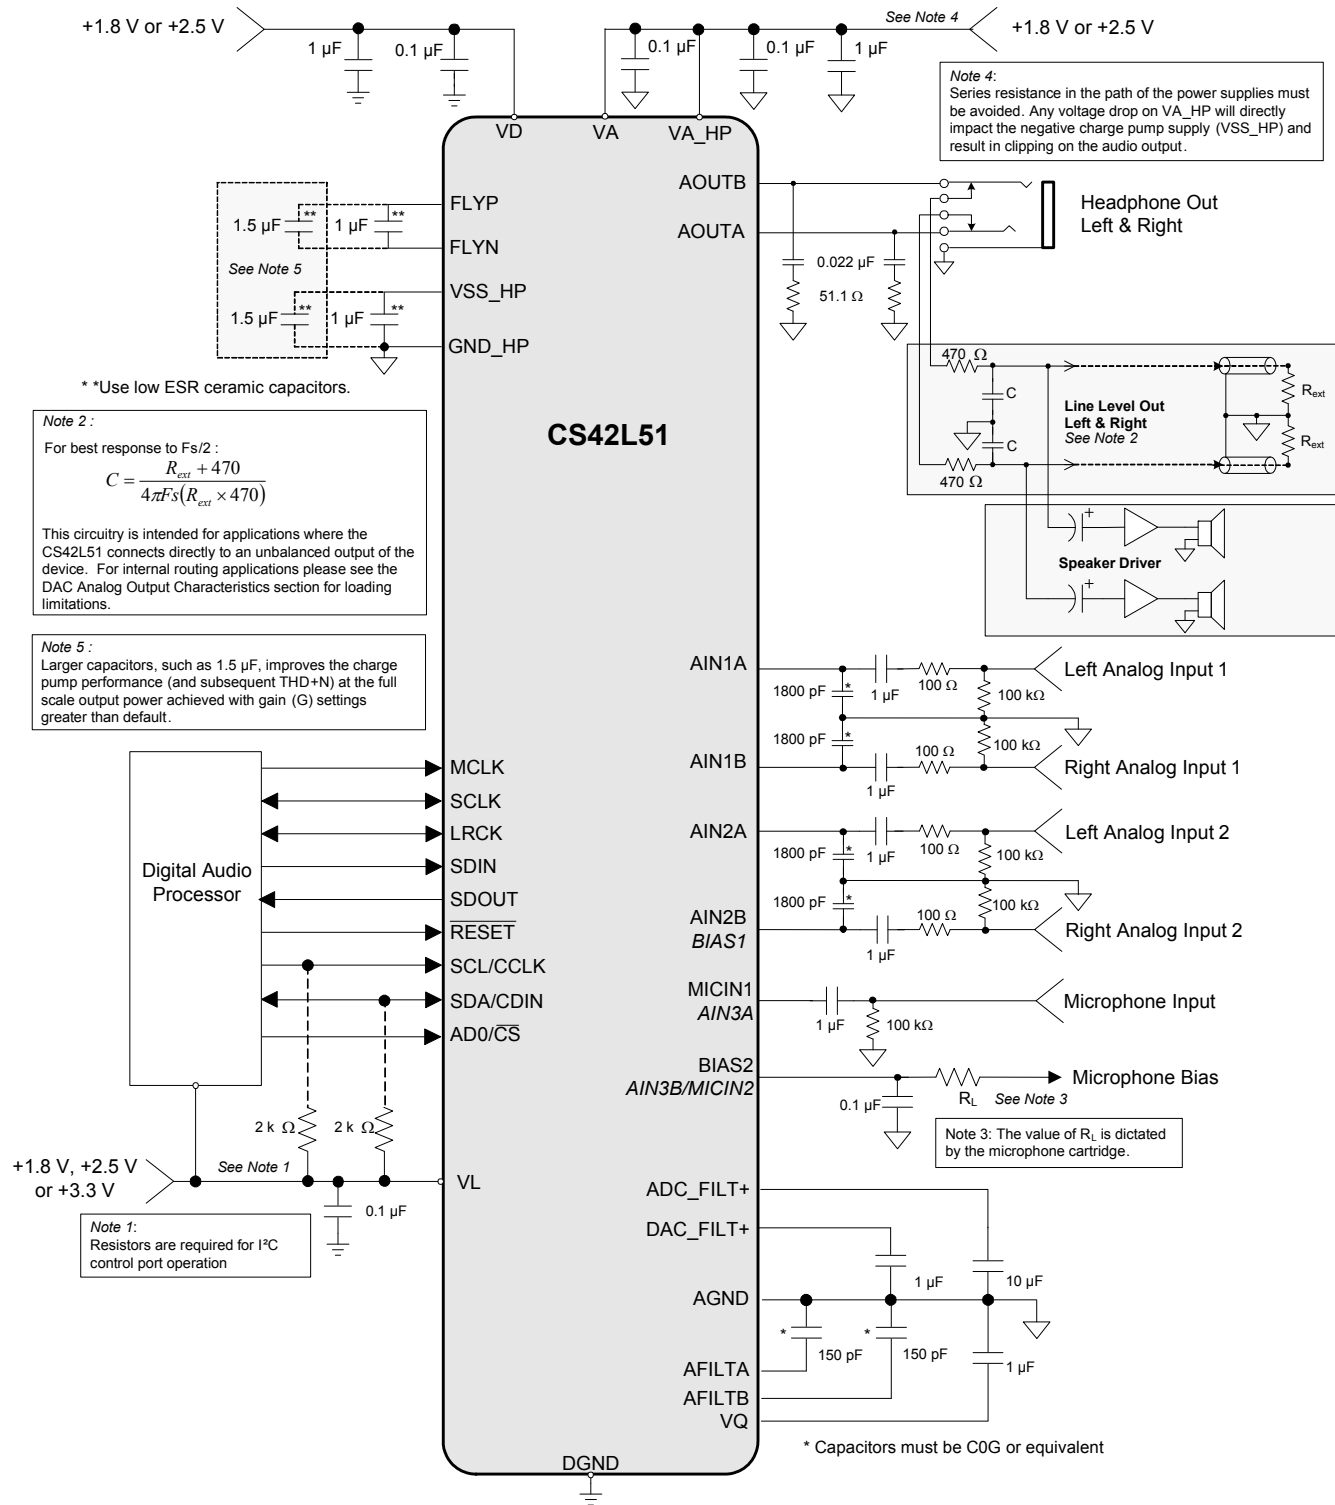 +1.8 V or +2.5 V
1 µF
0.1 µF
0.1 µF
0.1 µF
1 µF
See Note 4
+1.8 V or +2.5 V
Note 4:
Series resistance in the path of the power supplies must
be avoided. Any voltage drop on VA_HP will directly
impact the negative charge pump supply (VSS_HP) and
result in clipping on the audio output.
VD
VA
VA_HP
AOUTB
AOUTA
Headphone Out
Left & Right
0.022 µF
51.1 Ω
FLYP
FLYN
VSS_HP
GND_HP
1.5 µF
**
1 µF
**
See Note 5
1.5 µF
**
1 µF
**
* *Use low ESR ceramic capacitors.
Note 2 :
For best response to Fs/2 :
C = (R_ext + 470) / (4πFs(R_ext × 470))
This circuitry is intended for applications where the
CS42L51 connects directly to an unbalanced output of the
device. For internal routing applications please see the
DAC Analog Output Characteristics section for loading
limitations.
CS42L51
470 Ω
C
C
470 Ω
Line Level Out
Left & Right
See Note 2
Rext
Rext
+
Speaker Driver
+
Note 5 :
Larger capacitors, such as 1.5 µF, improves the charge
pump performance (and subsequent THD+N) at the full
scale output power achieved with gain (G) settings
greater than default.
AIN1A
1800 pF
*
1 µF
100 Ω
100 kΩ
Left Analog Input 1
AIN1B
1800 pF
*
1 µF
100 Ω
100 kΩ
Right Analog Input 1
AIN2A
1800 pF
*
1 µF
100 Ω
100 kΩ
Left Analog Input 2
AIN2B
BIAS1
1800 pF
*
1 µF
100 Ω
100 kΩ
Right Analog Input 2
MICIN1
AIN3A
1 µF
100 kΩ
Microphone Input
BIAS2
AIN3B/MICIN2
0.1 µF
RL
See Note 3
Microphone Bias
Note 3: The value of RL is dictated
by the microphone cartridge.
Digital Audio
Processor
MCLK
SCLK
LRCK
SDIN
SDOUT
RESET
SCL/CCLK
SDA/CDIN
AD0/CS
2 k Ω
2 k Ω
+1.8 V, +2.5 V
or +3.3 V
See Note 1
VL
0.1 µF
Note 1:
Resistors are required for I²C
control port operation
ADC_FILT+
DAC_FILT+
1 µF
10 µF
AGND
*
150 pF
*
150 pF
1 µF
AFILTA
AFILTB
VQ
* Capacitors must be C0G or equivalent
DGND